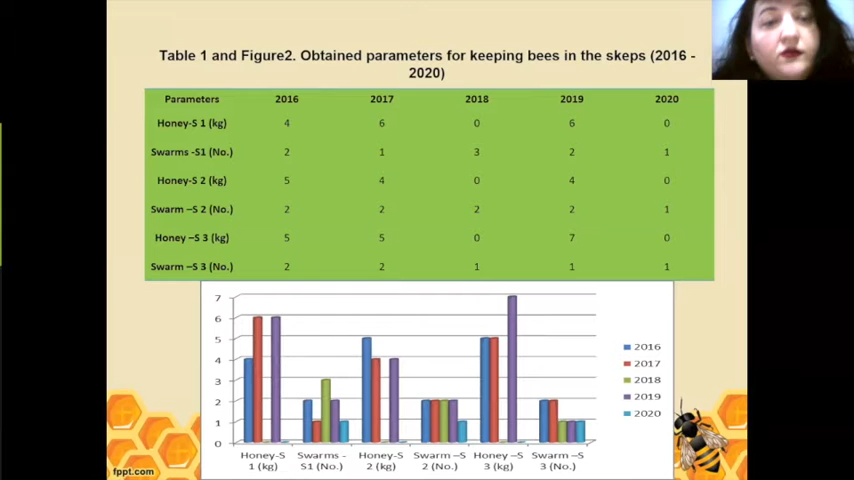 Table 1 and Figure2. Obtained parameters for keeping bees in the skeps (2016 -
2020)
Parameters 2016 2017 2018 2019 2020
Honey-S 1 (kg) 4 6 0 6 0
Swarms -S1 (No.) 2 1 3 2 1
Honey-S 2 (kg) 5 4 0 4 0
Swarm –S 2 (No.) 2 2 2 2 1
Honey –S 3 (kg) 5 5 0 7 0
Swarm –S 3 (No.) 2 2 1 1 1
7
6
5
4
3
2
1
0
Honey-S Swarms - Honey-S Swarm –S Honey –S Swarm –S
1 (kg) S1 (No.) 2 (kg) 2 (No.) 3 (kg) 3 (No.)
2016
2017
2018
2019
2020
fppt.com